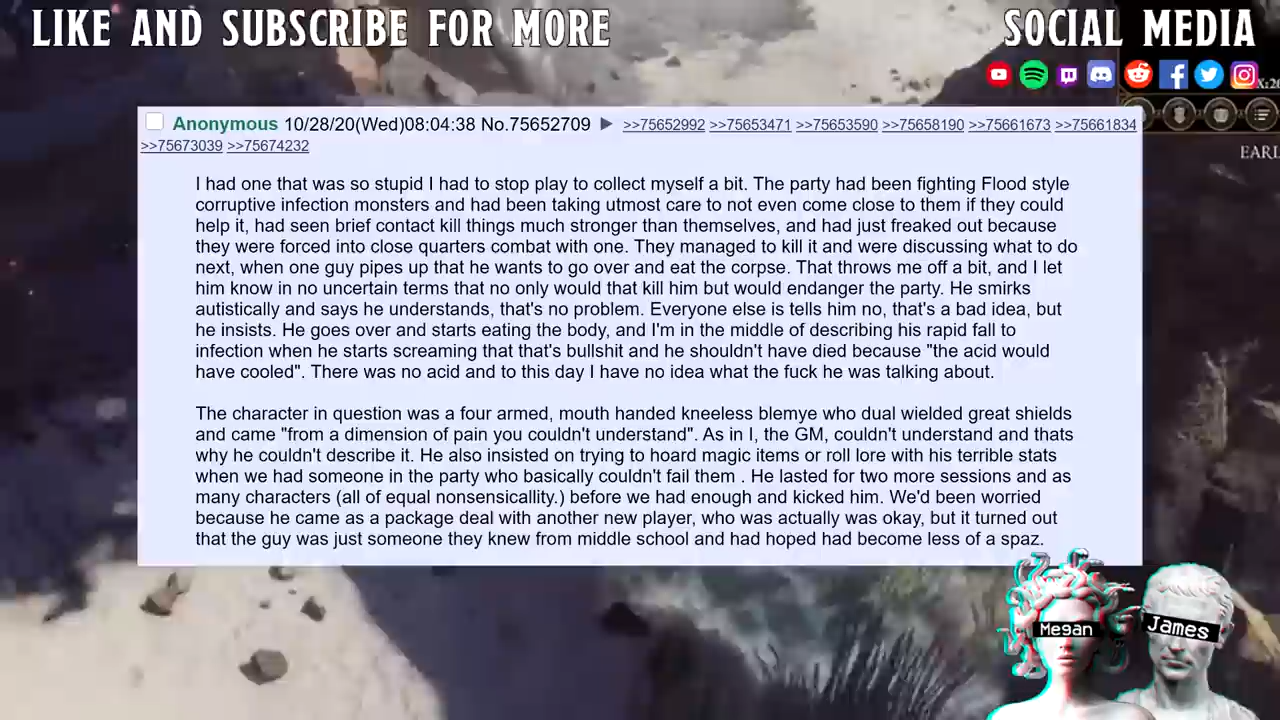 LIKE AND SUBSCRIBE FOR MORE
SOCIAL MEDIA
Anonymous 10/28/20(Wed)08:04:38 No.75652709 ▶ >>75652992 >>75653471 >>75653590 >>75658190 >>75661673 >>75661834
>>75673039 >>75674232
EARL
I had one that was so stupid I had to stop play to collect myself a bit. The party had been fighting Flood style
corruptive infection monsters and had been taking utmost care to not even come close to them if they could
help it, had seen brief contact kill things much stronger than themselves, and had just freaked out because
they were forced into close quarters combat with one. They managed to kill it and were discussing what to do
next, when one guy pipes up that he wants to go over and eat the corpse. That throws me off a bit, and I let
him know in no uncertain terms that no only would that kill him but would endanger the party. He smirks
autistically and says he understands, that's no problem. Everyone else is tells him no, that's a bad idea, but
he insists. He goes over and starts eating the body, and I'm in the middle of describing his rapid fall to
infection when he starts screaming that that's bullshit and he shouldn't have died because "the acid would
have cooled". There was no acid and to this day I have no idea what the fuck he was talking about.
The character in question was a four armed, mouth handed kneeless blemye who dual wielded great shields
and came "from a dimension of pain you couldn't understand". As in I, the GM, couldn't understand and thats
why he couldn't describe it. He also insisted on trying to hoard magic items or roll lore with his terrible stats
when we had someone in the party who basically couldn't fail them . He lasted for two more sessions and as
many characters (all of equal nonsensicallity.) before we had enough and kicked him. We'd been worried
because he came as a package deal with another new player, who was actually was okay, but it turned out
that the guy was just someone they knew from middle school and had hoped had become less of a spaz.
Megan
James